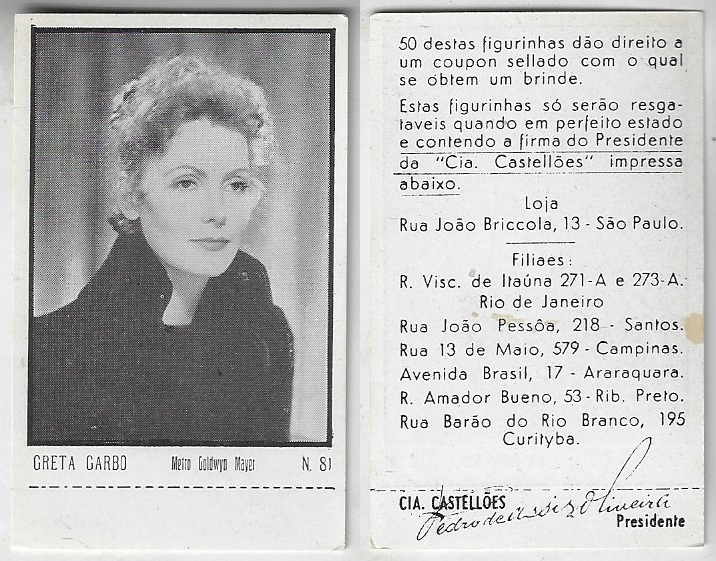 GRETA GARBO Metro Goldwyn Mayer N. 81
50 destas figurinhas dão direito a
um coupon sellado com o qual
se obtem um brinde.
Estas figurinhas só serão resga-
taveis quando em perfeito estado
e contendo a firma do Presidente
da "Cia. Castellões" impressa
abaixo.
Loja
Rua João Briccola, 13 - São Paulo.
Filiaes:
R. Visc. de Itaúna 271-A e 273-A.
Rio de Janeiro
Rua João Pessôa, 218 - Santos.
Rua 13 de Maio, 579 - Campinas.
Avenida Brasil, 17 - Araraquara.
R. Amador Bueno, 53 - Rib. Preto.
Rua Barão do Rio Branco, 195
Curityba.
CIA. CASTELLÕES
Pedro de Oliveira
Presidente